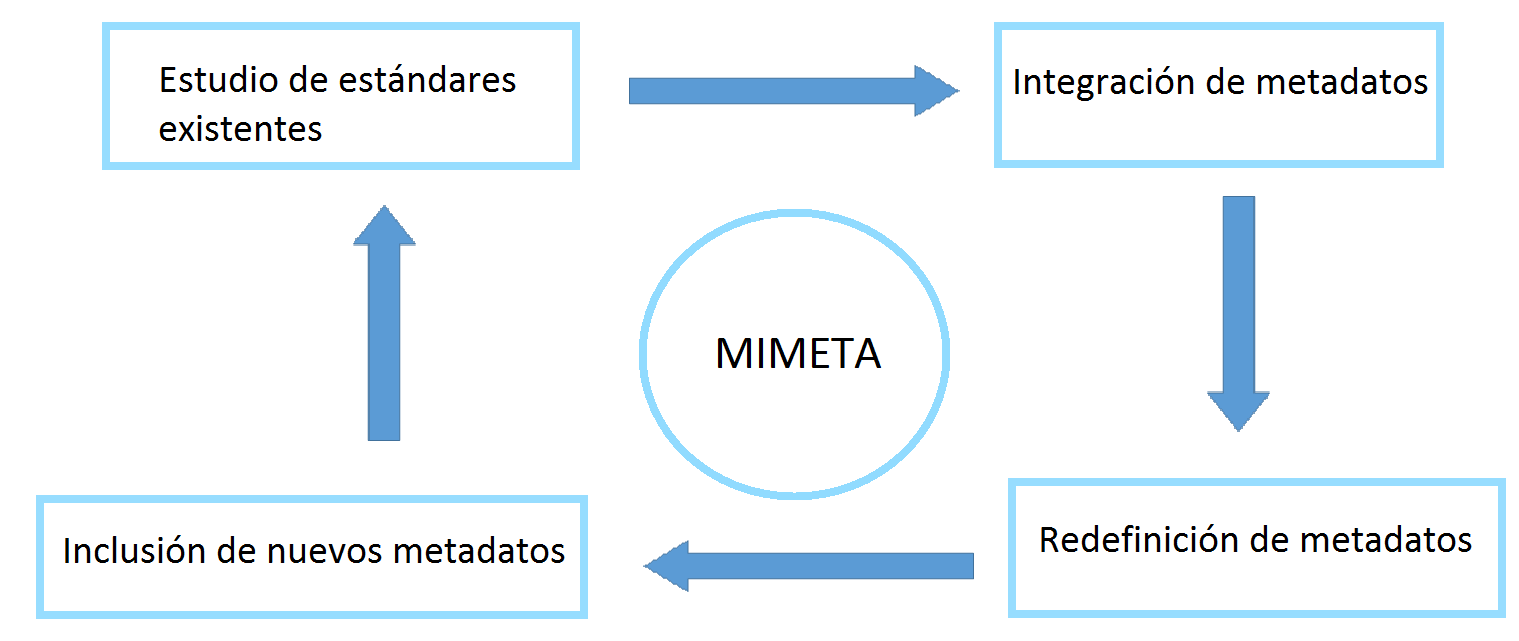 Estudio de estándares
existentes
Integración de metadatos
MIMETA
Inclusión de nuevos metadatos
Redefinición de metadatos